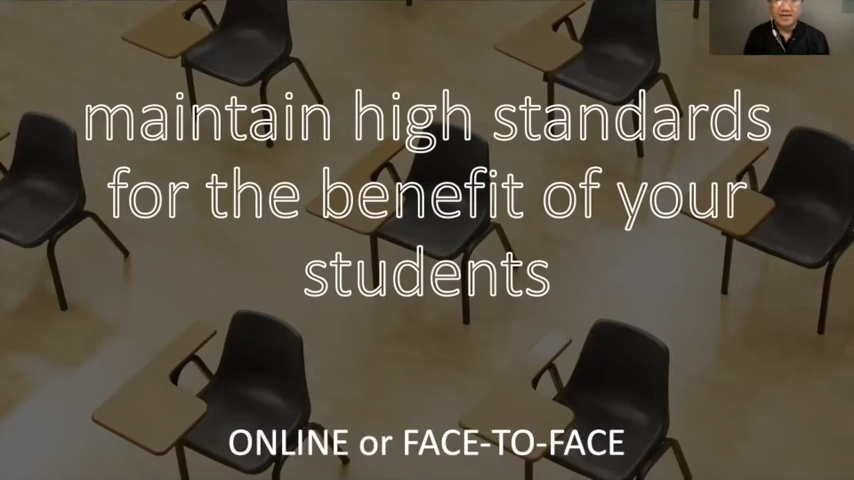 maintain high standards
for the benefit of your
students
ONLINE or FACE-TO-FACE